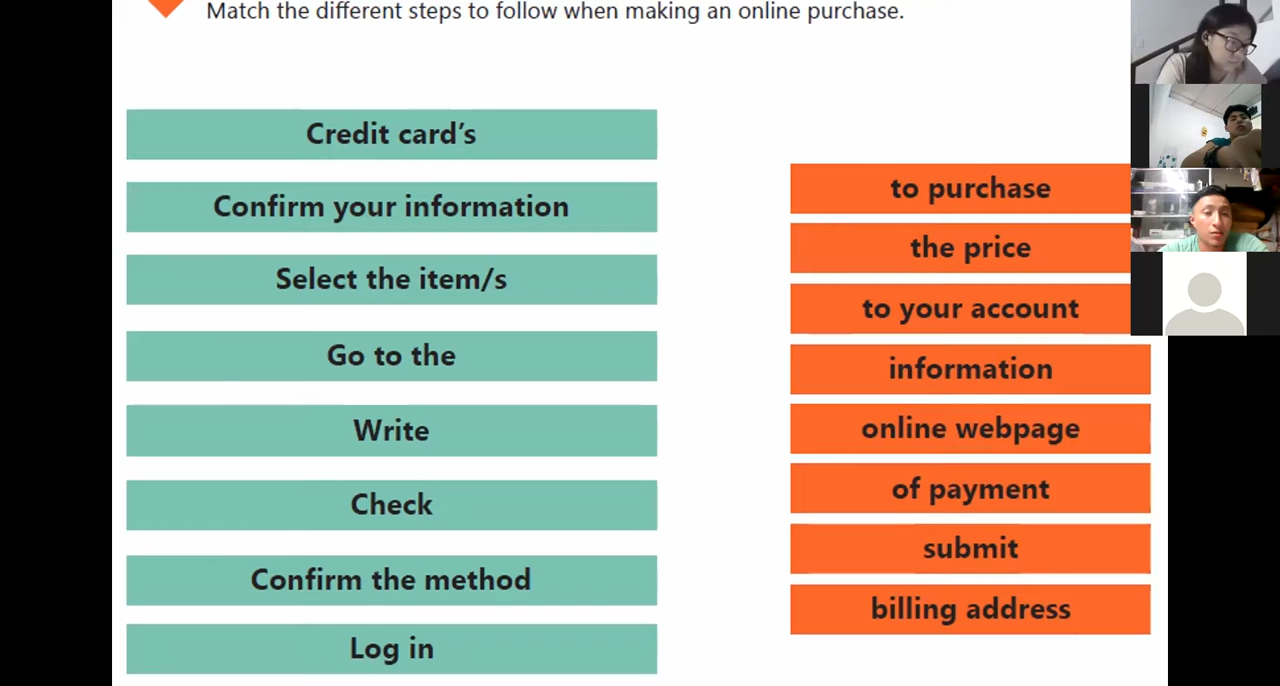 Match the different steps to follow when making an online purchase.
Credit card's
Confirm your information
Select the item/s
Go to the
Write
Check
Confirm the method
Log in
to purchase
the price
to your account
information
online webpage
of payment
submit
billing address